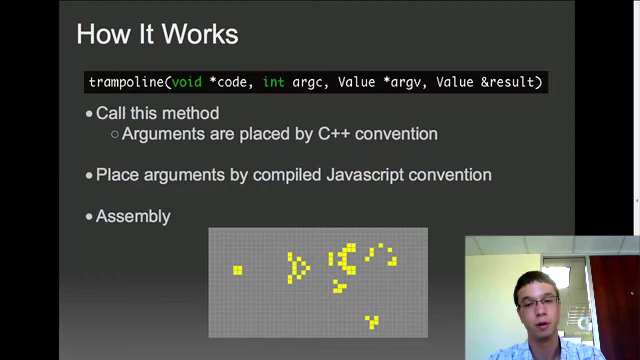 How It Works
trampoline(void *code, int argc, Value *argv, Value &result)
Call this method
Arguments are placed by C++ convention
Place arguments by compiled Javascript convention
Assembly